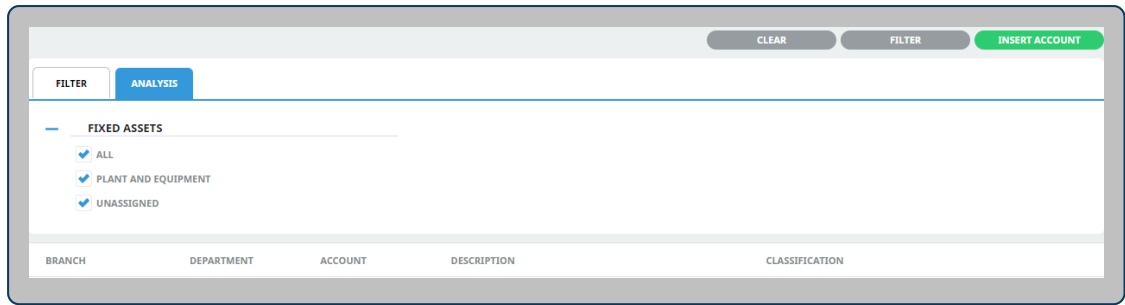 CLEAR FILTER INSERT ACCOUNT
FILTER ANALYSIS
FIXED ASSETS
ALL
PLANT AND EQUIPMENT
UNASSIGNED
BRANCH DEPARTMENT ACCOUNT DESCRIPTION CLASSIFICATION